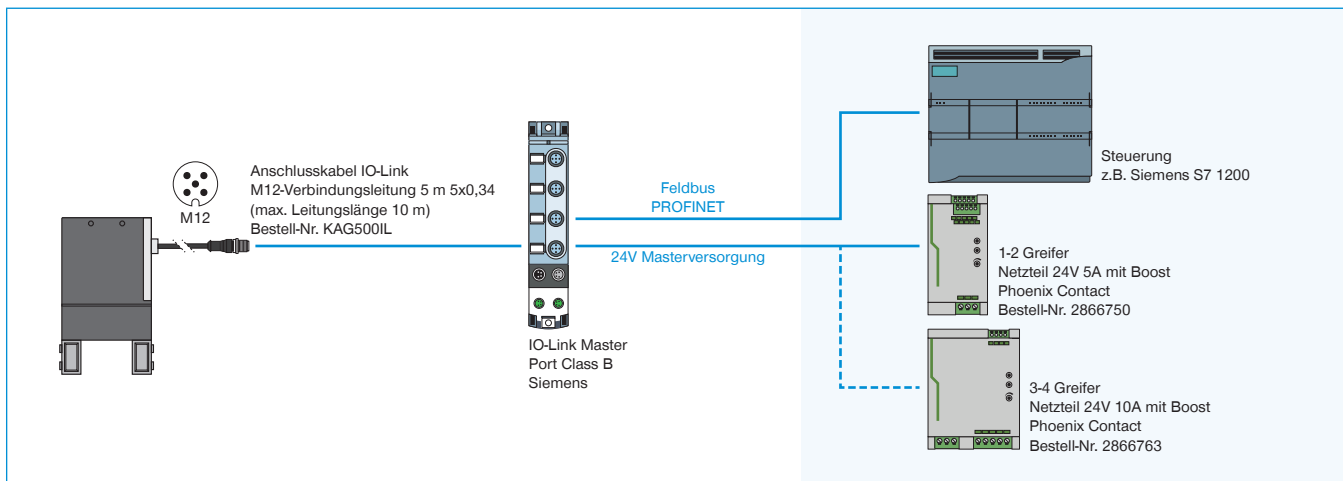 M12
Anschlusskabel IO-Link
M12-Verbindungsleitung 5 m 5x0,34
(max. Leitungslänge 10 m)
Bestell-Nr. KAG500IL
IO-Link Master
Port Class B
Siemens
Feldbus
PROFINET
24V Masterversorgung
Steuerung
z.B. Siemens S7 1200
1-2 Greifer
Netzteil 24V 5A mit Boost
Phoenix Contact
Bestell-Nr. 2866750
3-4 Greifer
Netzteil 24V 10A mit Boost
Phoenix Contact
Bestell-Nr. 2866763